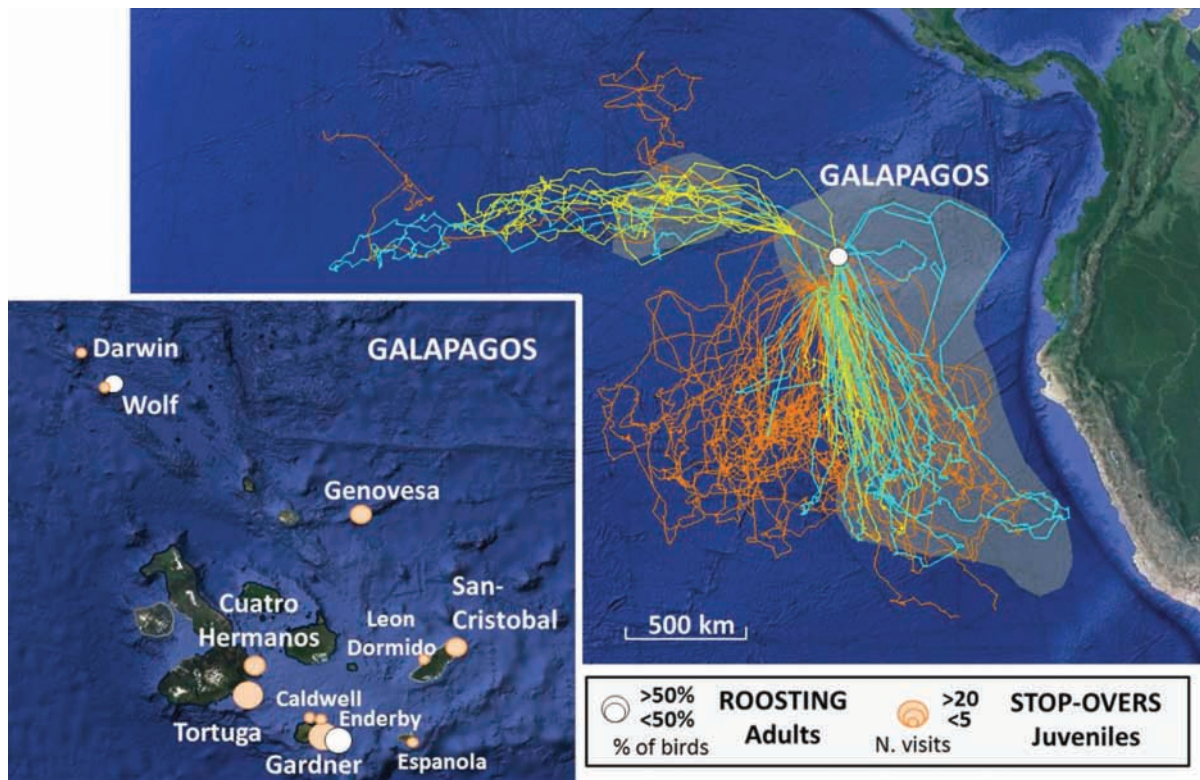 GALAPAGOS
500 km
GALAPAGOS
Darwin
Wolf
Genovesa
San-
Cristobal
Cuatro
Hermanos
Leon
Dormido
Caldwell
Enderby
Tortuga
Gardner
Espanola
>50%
<50%
% of birds
ROOSTING
Adults
>20
<5
N. visits
STOP-OVERS
Juveniles